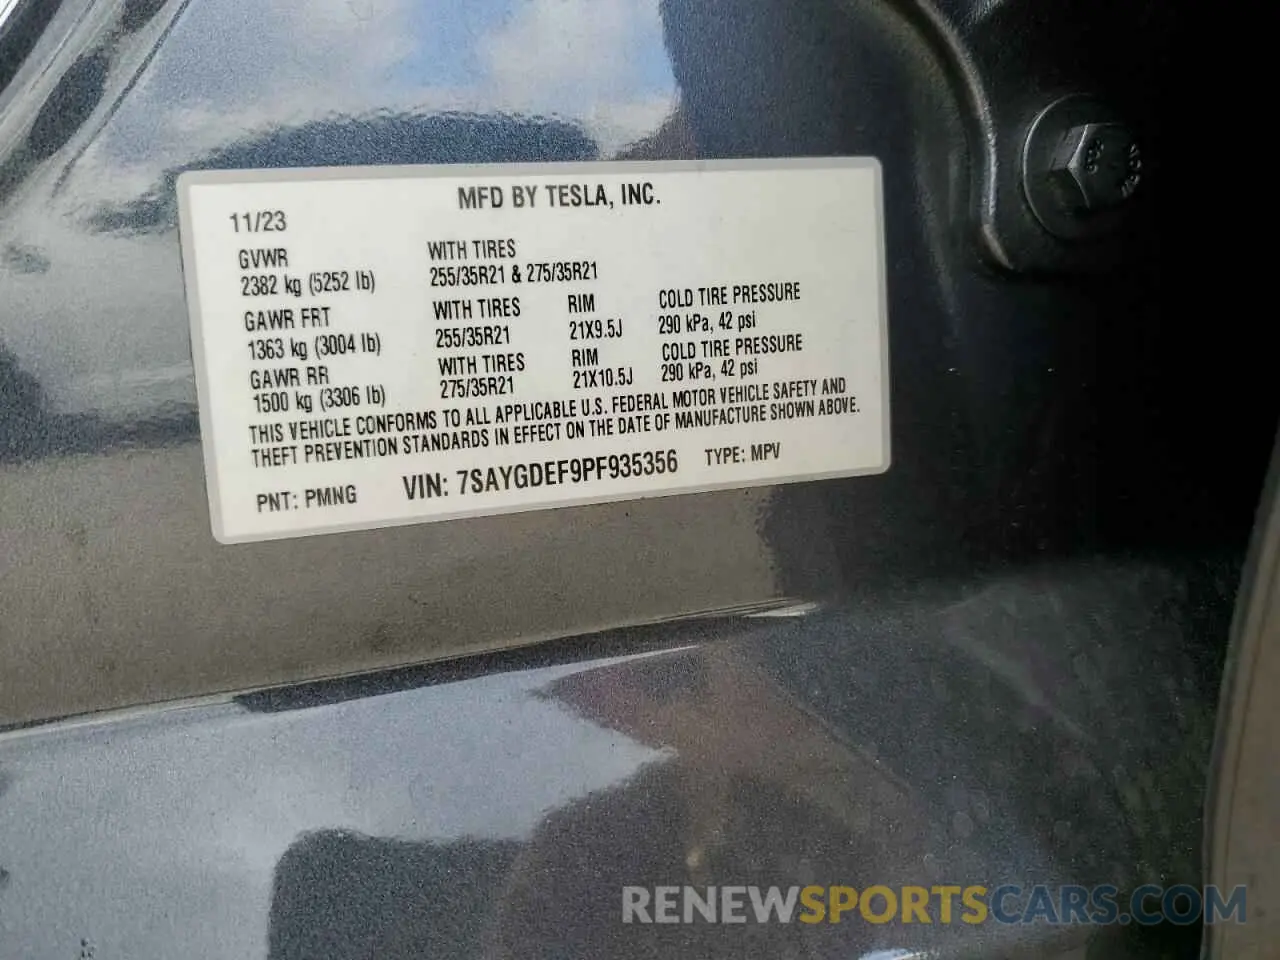 MFD BY TESLA, INC.
11/23
GVWR
2382 kg (5252 lb)
WITH TIRES
255/35R21 & 275/35R21
GAWR FRT
1363 kg (3004 lb)
WITH TIRES
255/35R21
RIM
21X9.5J
COLD TIRE PRESSURE
290 kPa, 42 psi
GAWR RR
1500 kg (3306 lb)
WITH TIRES
275/35R21
RIM
21X10.5J
COLD TIRE PRESSURE
290 kPa, 42 psi
THIS VEHICLE CONFORMS TO ALL APPLICABLE U.S. FEDERAL MOTOR VEHICLE SAFETY AND
THEFT PREVENTION STANDARDS IN EFFECT ON THE DATE OF MANUFACTURE SHOWN ABOVE.
PNT: PMNG VIN: 7SAYGDEF9PF935356 TYPE: MPV
RENEWSPORTSCARS.COM